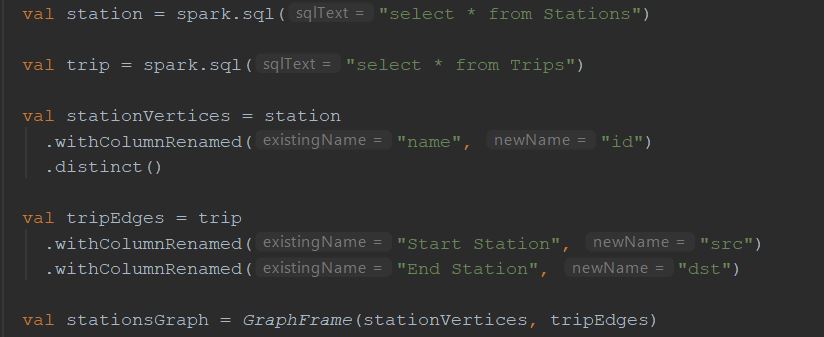 val station = spark.sql( sqlText = "select * from Stations")
val trip = spark.sql( sqlText = "select * from Trips")
val stationVertices = station
.withColumnRenamed( existingName = "name", newName = "id")
.distinct()
val tripEdges = trip
.withColumnRenamed( existingName = "Start Station", newName = "src")
.withColumnRenamed( existingName = "End Station", newName = "dst")
val stationsGraph = GraphFrame(stationVertices, tripEdges)